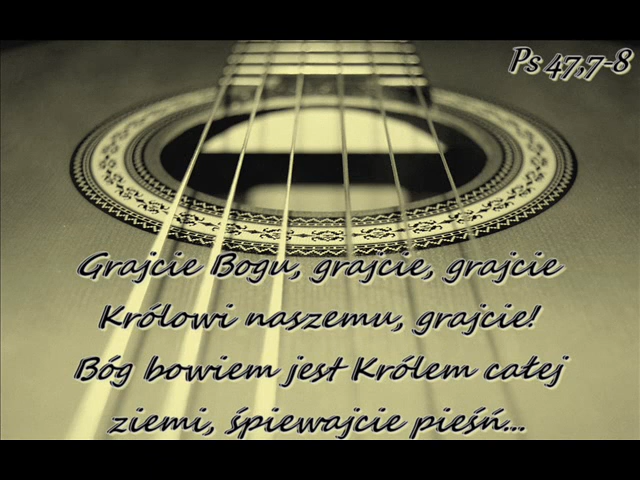 Ps 47,7-8
Grajcie Bogu, grajcie, grajcie
Królowi naszemu, grajcie!
Bóg bowiem jest Królem całej
ziemi, śpiewajcie pieśń...